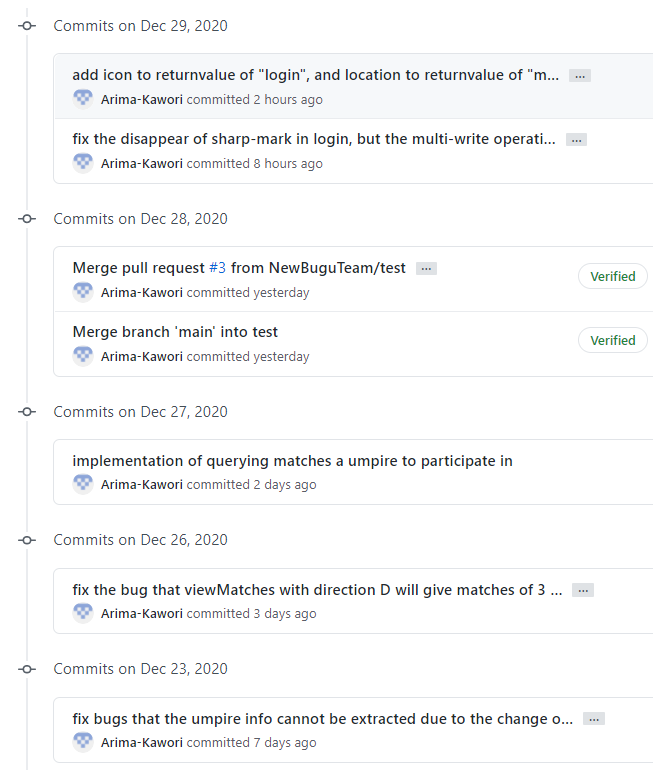 Commits on Dec 29, 2020
add icon to returnvalue of "login", and location to returnvalue of "m... ...
Arima-Kawori committed 2 hours ago
fix the disappear of sharp-mark in login, but the multi-write operati... ...
Arima-Kawori committed 8 hours ago
Commits on Dec 28, 2020
Merge pull request #3 from NewBuguTeam/test ...
Verified
Arima-Kawori committed yesterday
Merge branch 'main' into test
Verified
Arima-Kawori committed yesterday
Commits on Dec 27, 2020
implementation of querying matches a umpire to participate in
Arima-Kawori committed 2 days ago
Commits on Dec 26, 2020
fix the bug that viewMatches with direction D will give matches of 3 ... ...
Arima-Kawori committed 3 days ago
Commits on Dec 23, 2020
fix bugs that the umpire info cannot be extracted due to the change o... ...
Arima-Kawori committed 7 days ago